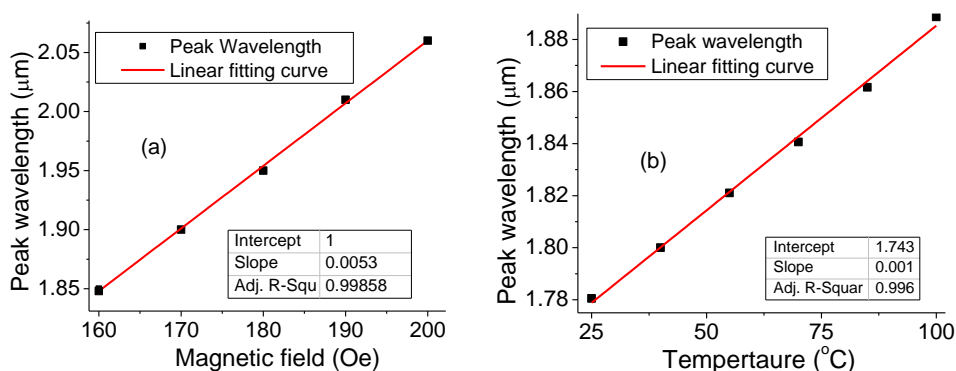 Peak wavelength (μm)
2.05
2.00
1.95
1.90
1.85
Peak Wavelength
Linear fitting curve
(a)
Intercept 1
Slope 0.0053
Adj. R-Squ 0.99858
160 170 180 190 200
Magnetic field (Oe)
Peak wavelength (μm)
1.88
1.86
1.84
1.82
1.80
1.78
Peak wavelength
Linear fitting curve
(b)
Intercept 1.743
Slope 0.001
Adj. R-Squar 0.996
25 50 75 100
Tempertaure (°C)